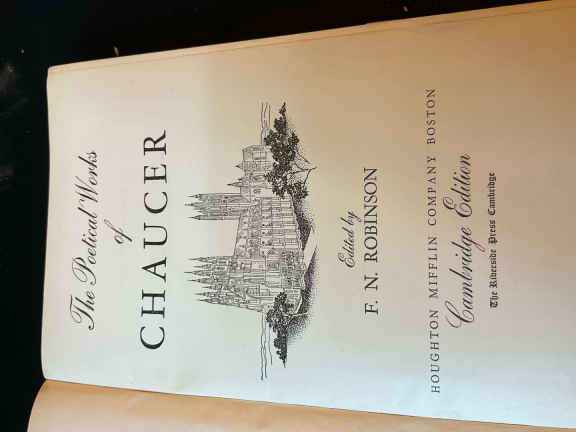 The Poetical Works
of
CHAUCER
Edited by
F. N. ROBINSON
HOUGHTON MIFFLIN COMPANY BOSTON
Cambridge Edition
The Riverside Press Cambridge